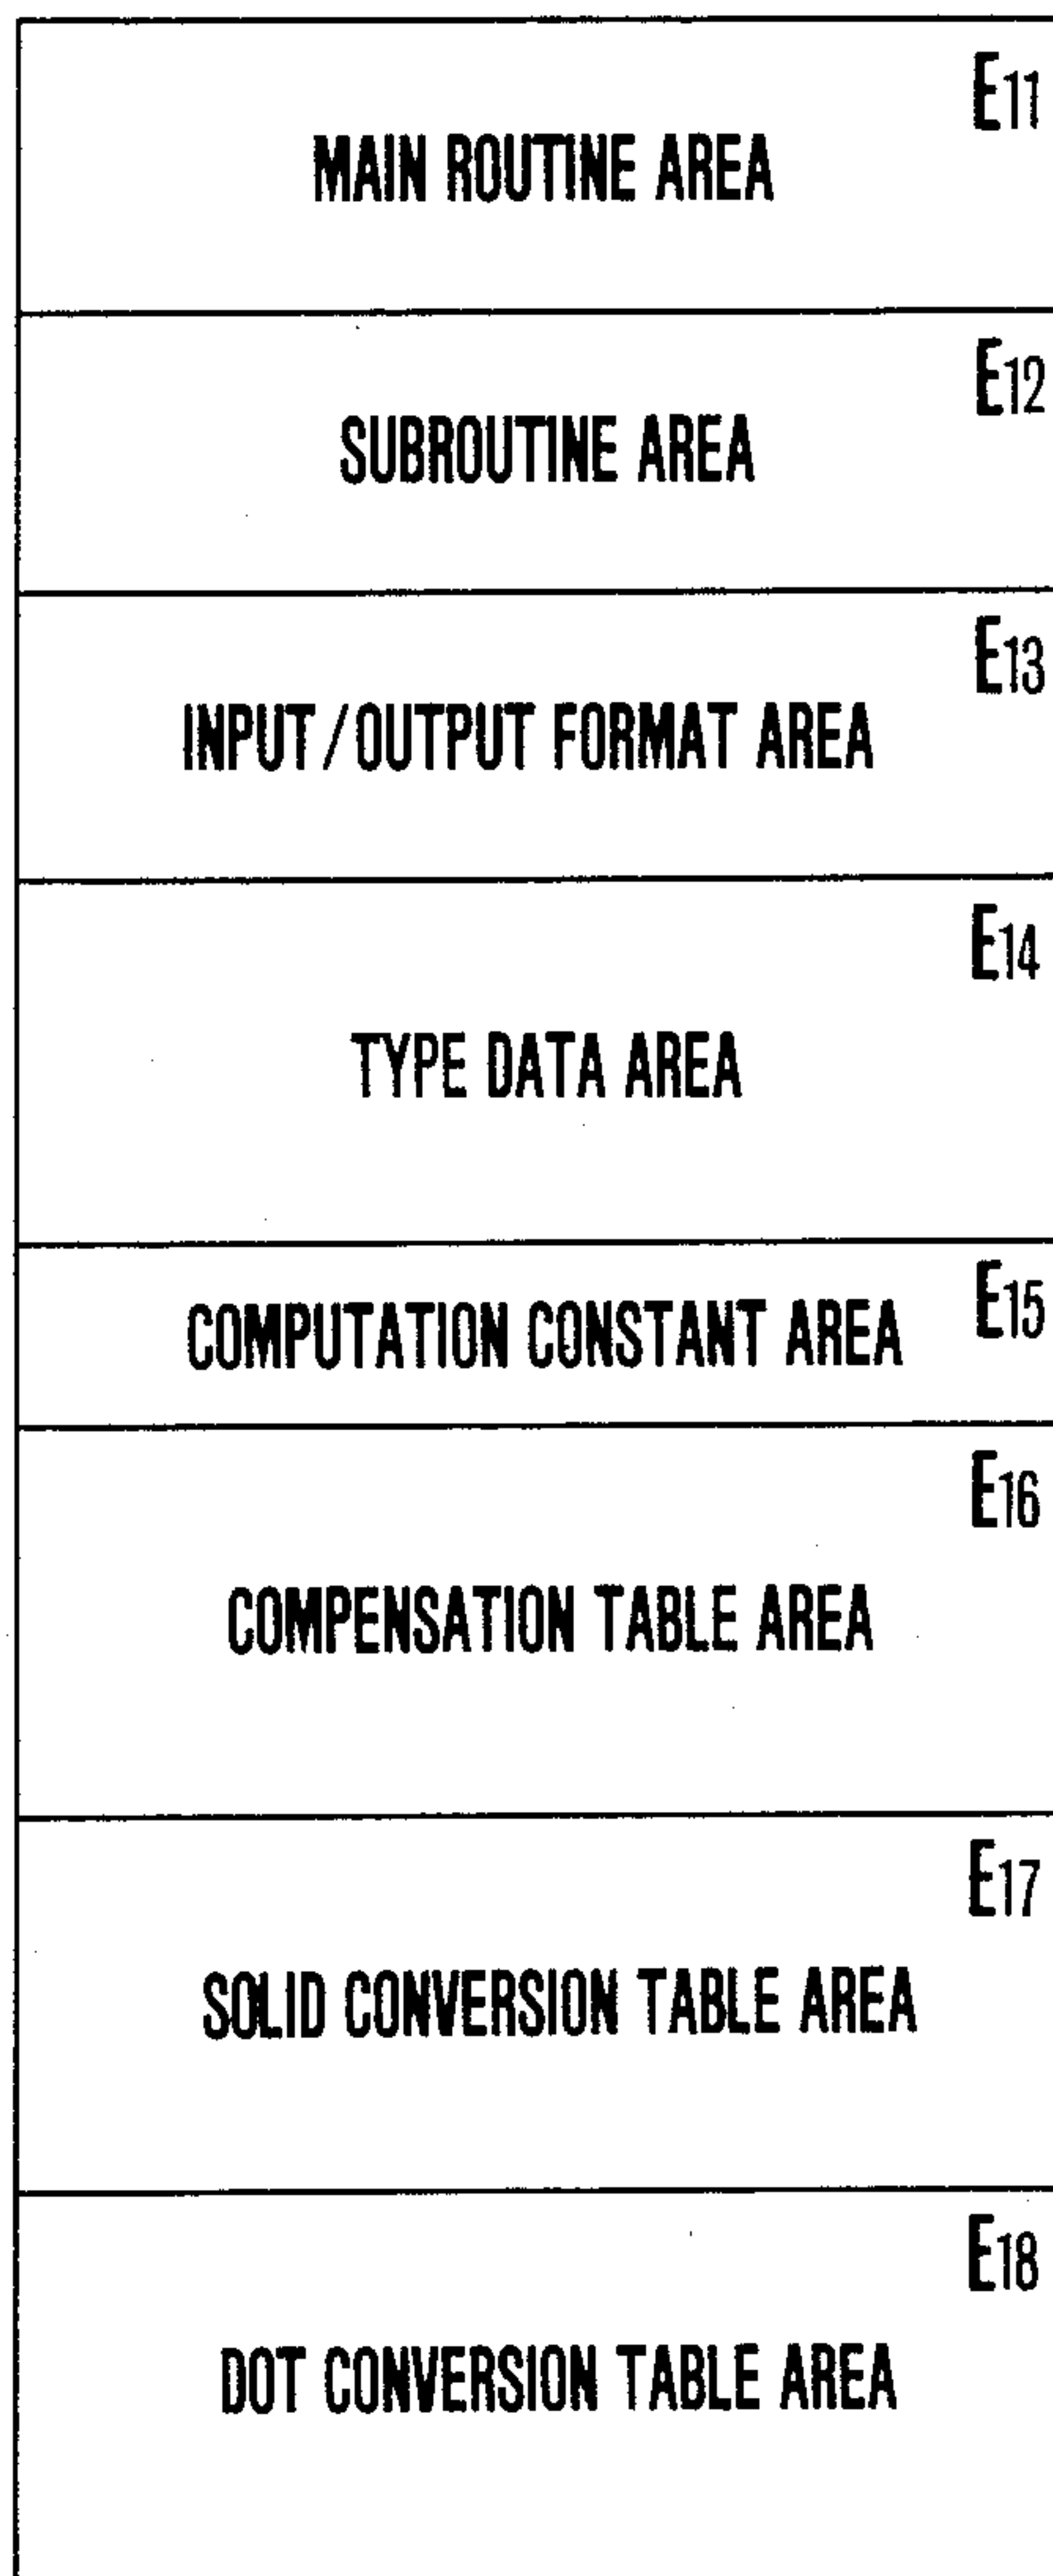 E11
MAIN ROUTINE AREA
E12
SUBROUTINE AREA
E13
INPUT/OUTPUT FORMAT AREA
E14
TYPE DATA AREA
E15
COMPUTATION CONSTANT AREA
E16
COMPENSATION TABLE AREA
E17
SOLID CONVERSION TABLE AREA
E18
DOT CONVERSION TABLE AREA